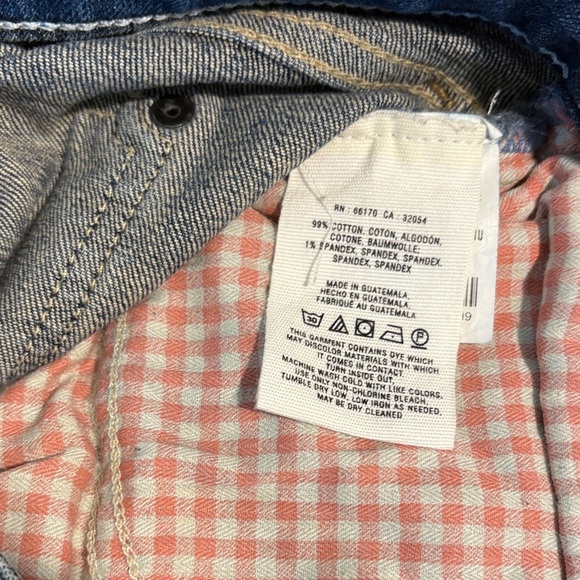 RN : 66170 CA : 32054
99% COTTON, COTON, ALGODÓN,
COTONE, BAUMWOLLE;
1% SPANDEX, SPANDEX, SPANDEX,
SPANDEX, SPANDEX
MADE IN GUATEMALA,
HECHO EN GUATEMALA,
FABRIQUÉ AU GUATEMALA
30
THIS GARMENT CONTAINS DYE WHICH
MAY DISCOLOR MATERIALS WITH WHICH
IT COMES IN CONTACT.
TURN INSIDE OUT.
MACHINE WASH COLD WITH LIKE COLORS.
USE ONLY NON-CHLORINE BLEACH.
TUMBLE DRY LOW, LOW IRON AS NEEDED.
MAY BE DRY CLEANED